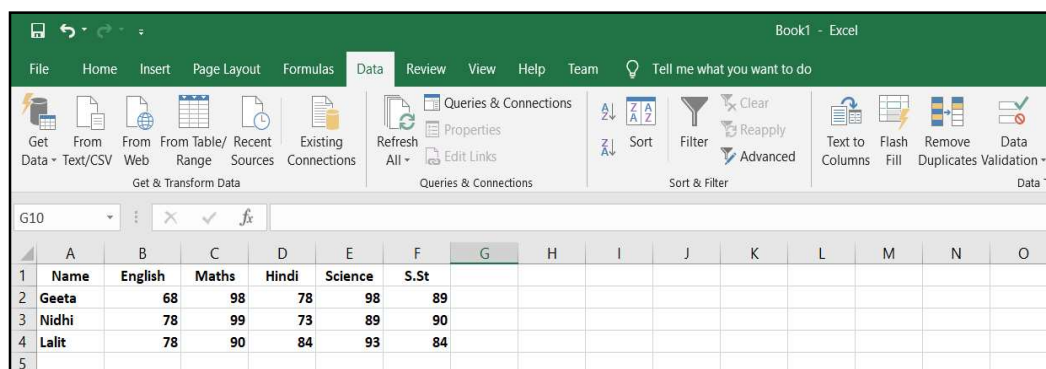 Book1 - Excel
File Home Insert Page Layout Formulas Data Review View Help Team Tell me what you want to do
Get Data From Text/CSV From Web From Table/ Range Recent Sources Existing Connections
Get & Transform Data
Refresh All Queries & Connections Properties Edit Links
Queries & Connections
Sort Filter Clear Reapply Advanced
Sort & Filter
Text to Columns Flash Fill Remove Duplicates Data Validation
Data
G10 fx
A B C D E F G H I J K L M N O
1 Name English Maths Hindi Science S.St
2 Geeta 68 98 78 98 89
3 Nidhi 78 99 73 89 90
4 Lalit 78 90 84 93 84
5